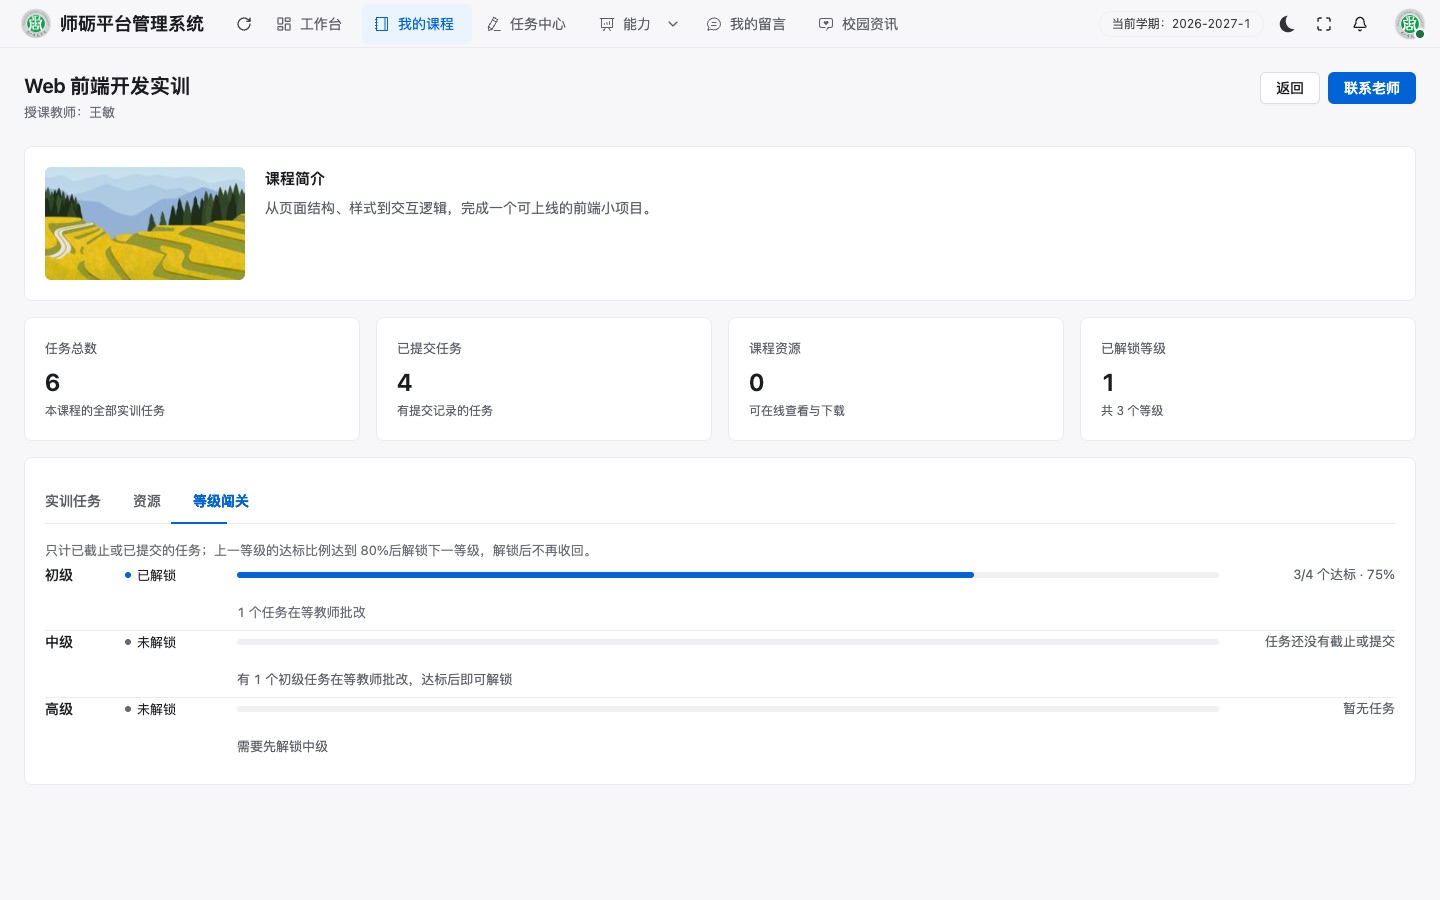 师砺平台管理系统
工作台
我的课程
任务中心
能力
我的留言
校园资讯
当前学期：2026-2027-1
Web 前端开发实训
授课教师：王敏
返回
联系老师
课程简介
从页面结构、样式到交互逻辑，完成一个可上线的前端小项目。
任务总数
6
本课程的全部实训任务
已提交任务
4
有提交记录的任务
课程资源
0
可在线查看与下载
已解锁等级
1
共 3 个等级
实训任务
资源
等级闯关
只计已截止或已提交的任务；上一等级的达标比例达到 80%后解锁下一等级，解锁后不再收回。
初级
已解锁
3/4 个达标 · 75%
1 个任务在等教师批改
中级
未解锁
任务还没有截止或提交
有 1 个初级任务在等教师批改，达标后即可解锁
高级
未解锁
暂无任务
需要先解锁中级